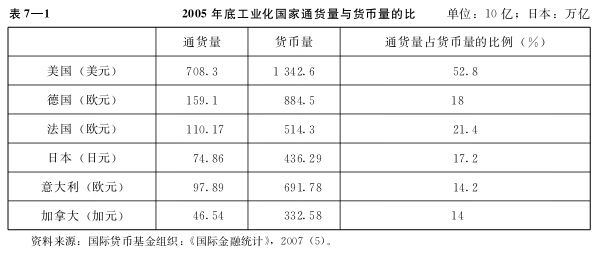 表 7—1 2005 年底工业化国家通货量与货币量的比 单位：10 亿；日本：万亿
通货量 货币量 通货量占货币量的比例（%）
美国（美元） 708.3 1 342.6 52.8
德国（欧元） 159.1 884.5 18
法国（欧元） 110.17 514.3 21.4
日本（日元） 74.86 436.29 17.2
意大利（欧元） 97.89 691.78 14.2
加拿大（加元） 46.54 332.58 14
资料来源：国际货币基金组织：《国际金融统计》，2007（5）。